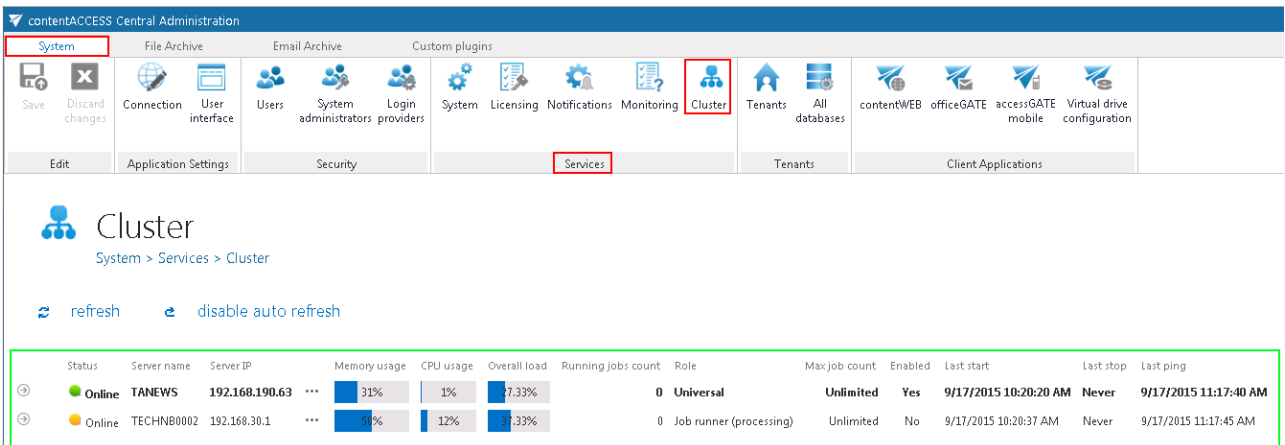 contentACCESS Central Administration
System File Archive Email Archive Custom plugins
Save Discard changes Connection User interface Users System administrators Login providers System Licensing Notifications Monitoring Cluster Tenants All databases contentWEB officeGATE accessGATE mobile Virtual drive configuration
Edit Application Settings Security Services Tenants Client Applications
Cluster
System > Services > Cluster
refresh disable auto refresh
Status Server name Server IP Memory usage CPU usage Overall load Running jobs count Role Max job count Enabled Last start Last stop Last ping
Online TANEWS 192.168.190.63 ••• 31% 1% 27.33% 0 Universal Unlimited Yes 9/17/2015 10:20:20 AM Never 9/17/2015 11:17:40 AM
Online TECHNB0002 192.168.30.1 ••• 50% 12% 37.33% 0 Job runner (processing) Unlimited No 9/17/2015 10:20:37 AM Never 9/17/2015 11:17:45 AM